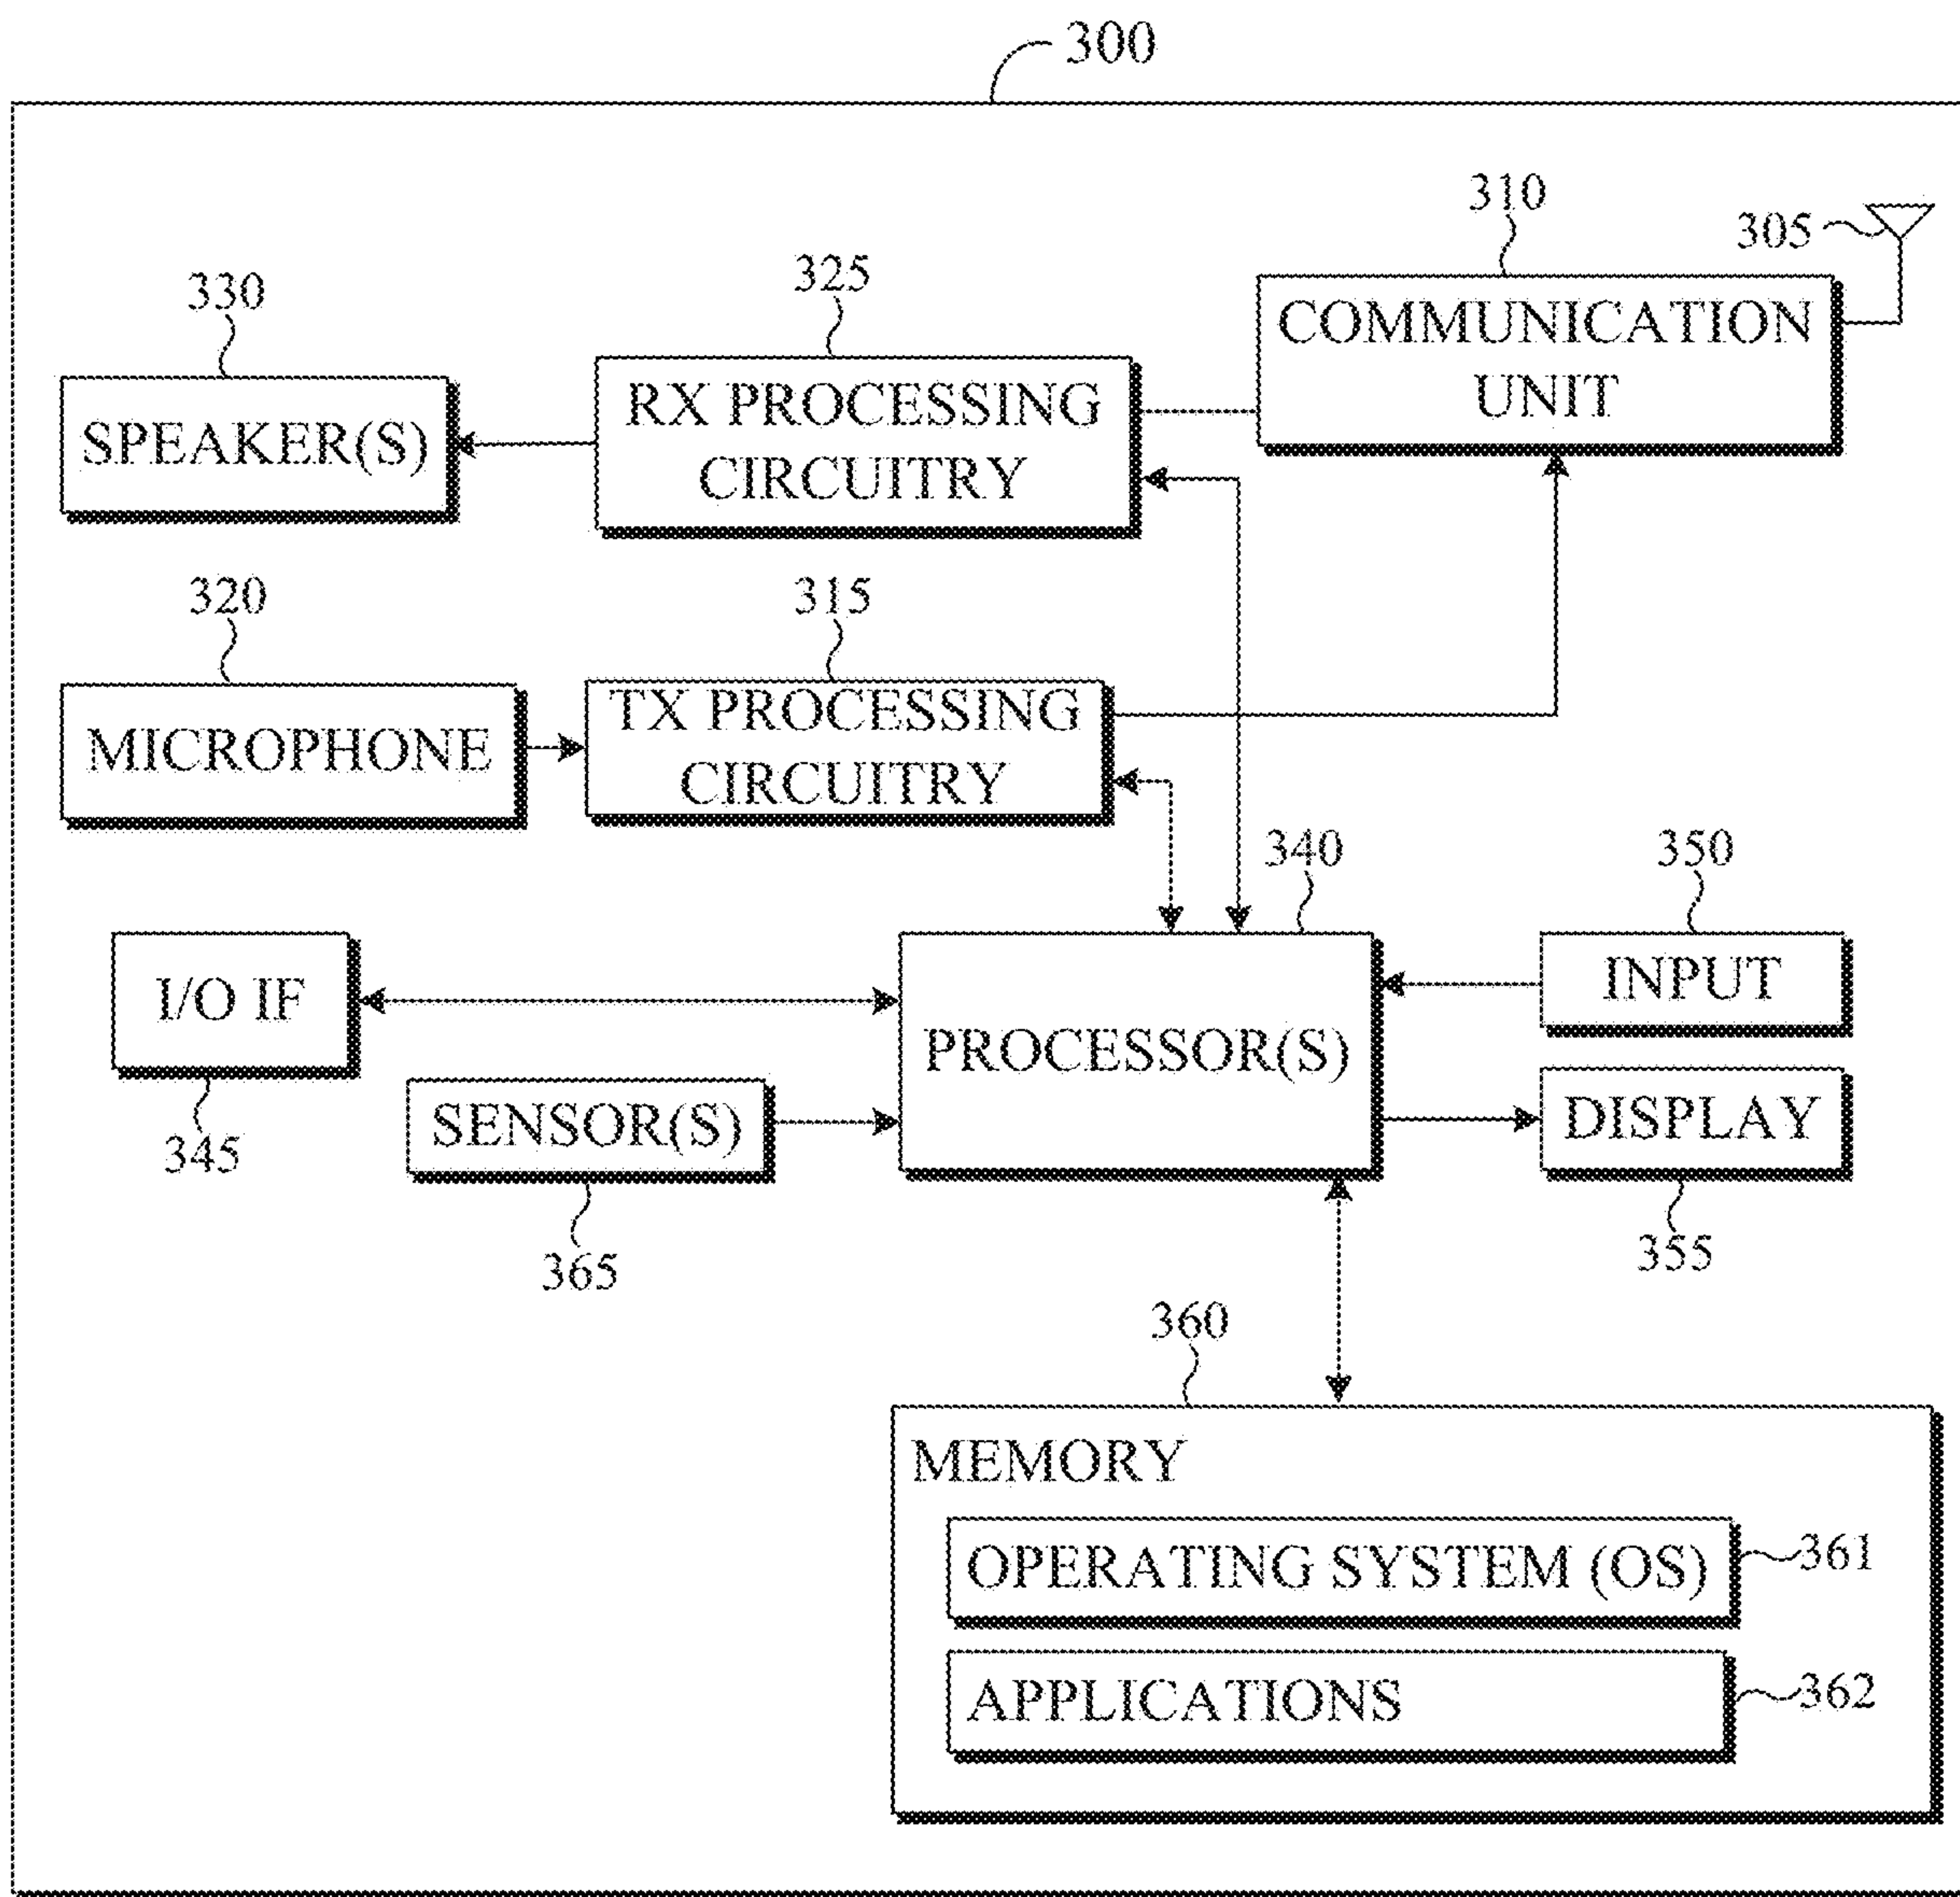 300
310
305
COMMUNICATION
UNIT
325
RX PROCESSING
CIRCUITRY
330
SPEAKER(S)
320
MICROPHONE
315
TX PROCESSING
CIRCUITRY
340
350
I/O IF
345
PROCESSOR(S)
INPUT
SENSOR(S)
365
DISPLAY
355
360
MEMORY
OPERATING SYSTEM (OS)
361
APPLICATIONS
362